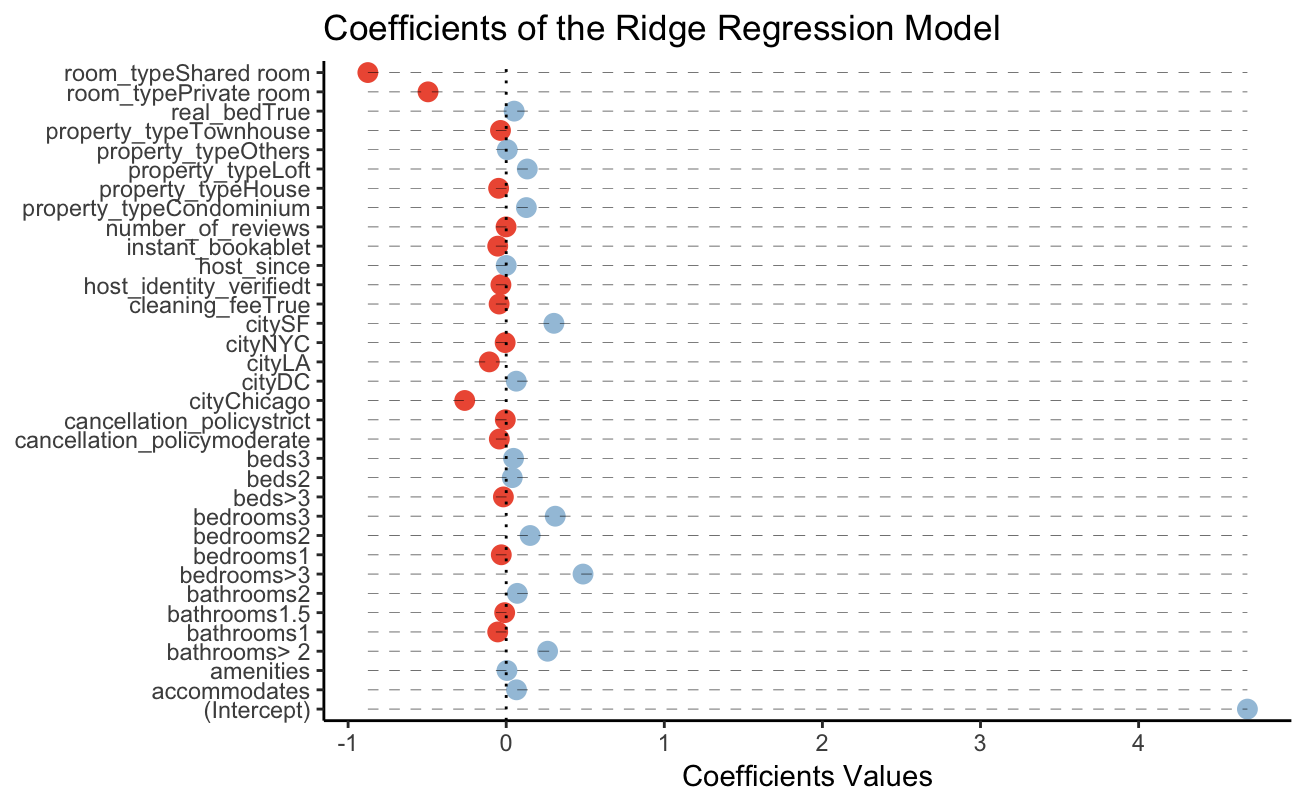 Coefficients of the Ridge Regression Model
room_typeShared room
room_typePrivate room
real_bedTrue
property_typeTownhouse
property_typeOthers
property_typeLoft
property_typeHouse
property_typeCondominium
number_of_reviews
instant_bookablet
host_since
host_identity_verifiedt
cleaning_feeTrue
citySF
cityNYC
cityLA
cityDC
cityChicago
cancellation_policystrict
cancellation_policymoderate
beds3
beds2
beds>3
bedrooms3
bedrooms2
bedrooms1
bedrooms>3
bathrooms2
bathrooms1.5
bathrooms1
bathrooms> 2
amenities
accommodates
(Intercept)
-1 0 1 2 3 4
Coefficients Values